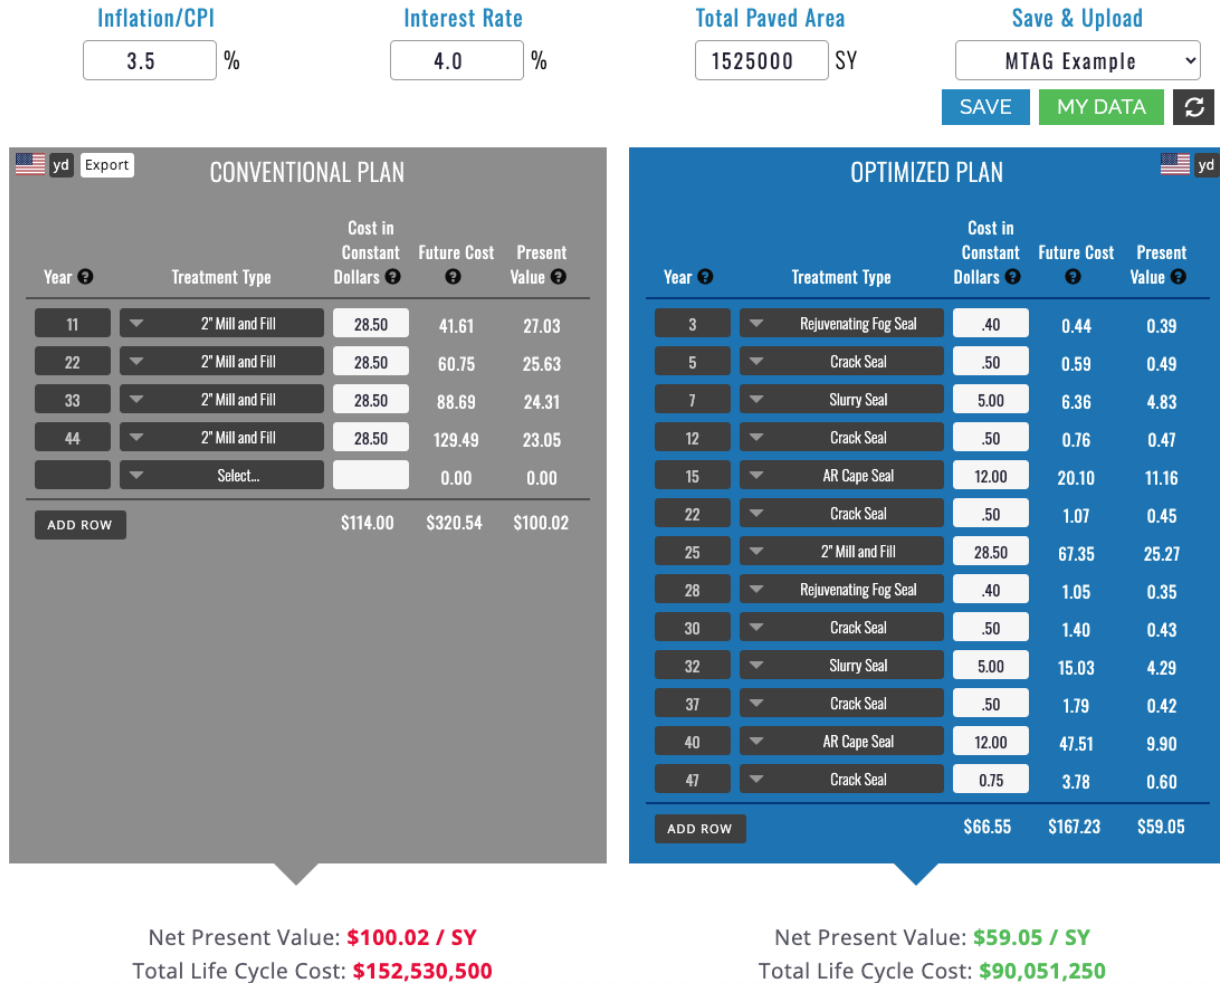 Inflation/CPI Interest Rate Total Paved Area Save & Upload
3.5 % 4.0 % 1525000 SY MTAG Example
SAVE MY DATA
yd Export CONVENTIONAL PLAN
Year ? Treatment Type Cost in Constant Dollars ? Future Cost ? Present Value ?
11 2" Mill and Fill 28.50 41.61 27.03
22 2" Mill and Fill 28.50 60.75 25.63
33 2" Mill and Fill 28.50 88.69 24.31
44 2" Mill and Fill 28.50 129.49 23.05
Select... 0.00 0.00
ADD ROW $114.00 $320.54 $100.02
Net Present Value: $100.02 / SY
Total Life Cycle Cost: $152,530,500
OPTIMIZED PLAN yd
Year ? Treatment Type Cost in Constant Dollars ? Future Cost ? Present Value ?
3 Rejuvenating Fog Seal .40 0.44 0.39
5 Crack Seal .50 0.59 0.49
7 Slurry Seal 5.00 6.36 4.83
12 Crack Seal .50 0.76 0.47
15 AR Cape Seal 12.00 20.10 11.16
22 Crack Seal .50 1.07 0.45
25 2" Mill and Fill 28.50 67.35 25.27
28 Rejuvenating Fog Seal .40 1.05 0.35
30 Crack Seal .50 1.40 0.43
32 Slurry Seal 5.00 15.03 4.29
37 Crack Seal .50 1.79 0.42
40 AR Cape Seal 12.00 47.51 9.90
47 Crack Seal 0.75 3.78 0.60
ADD ROW $66.55 $167.23 $59.05
Net Present Value: $59.05 / SY
Total Life Cycle Cost: $90,051,250